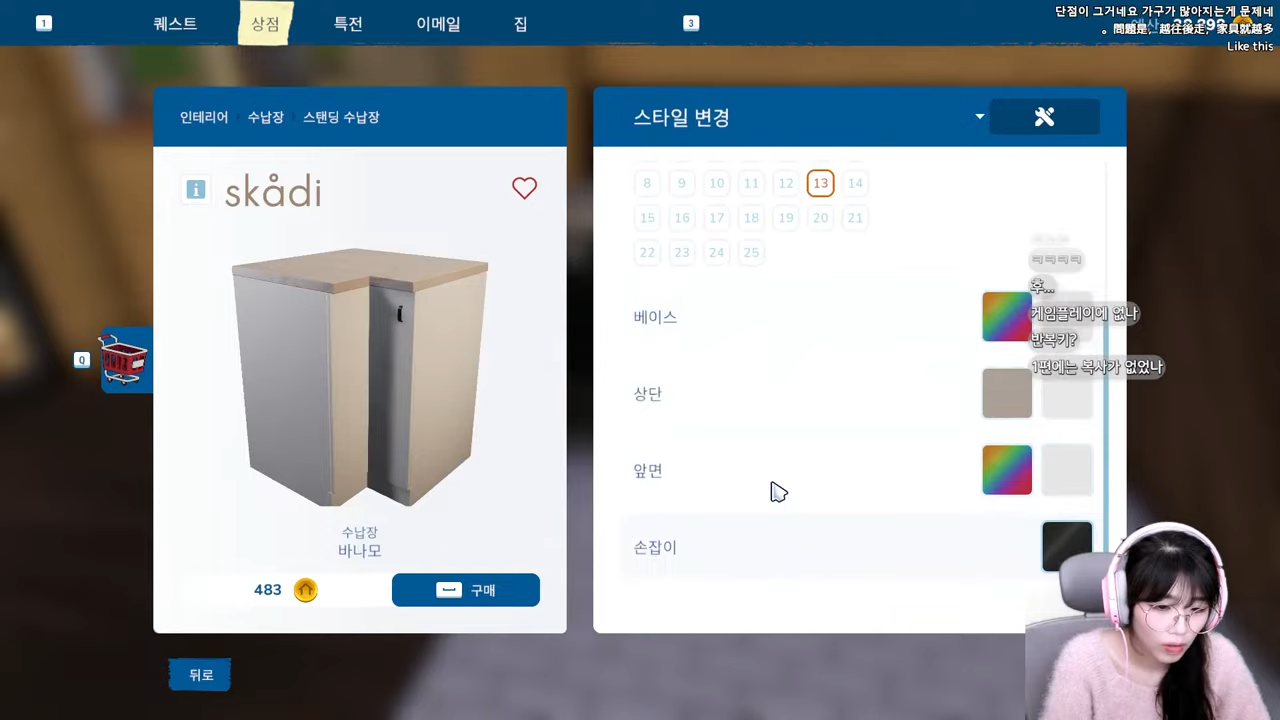 1
퀘스트
상점
특전
이메일
집
3
단점이 그거네요 가구가 많아지는게 문제네
。問題是，越往後走，家具就越多
Like this
인테리어 수납장 스탠딩 수납장
스타일 변경
i
skådi
8 9 10 11 12 13 14
15 16 17 18 19 20 21
22 23 24 25
ㅋㅋㅋㅋ
후...
베이스
게임플레이에 없나
반복키?
1편에는 복사가 없었나
Q
상단
앞면
손잡이
수납장
바나모
483
구매
뒤로